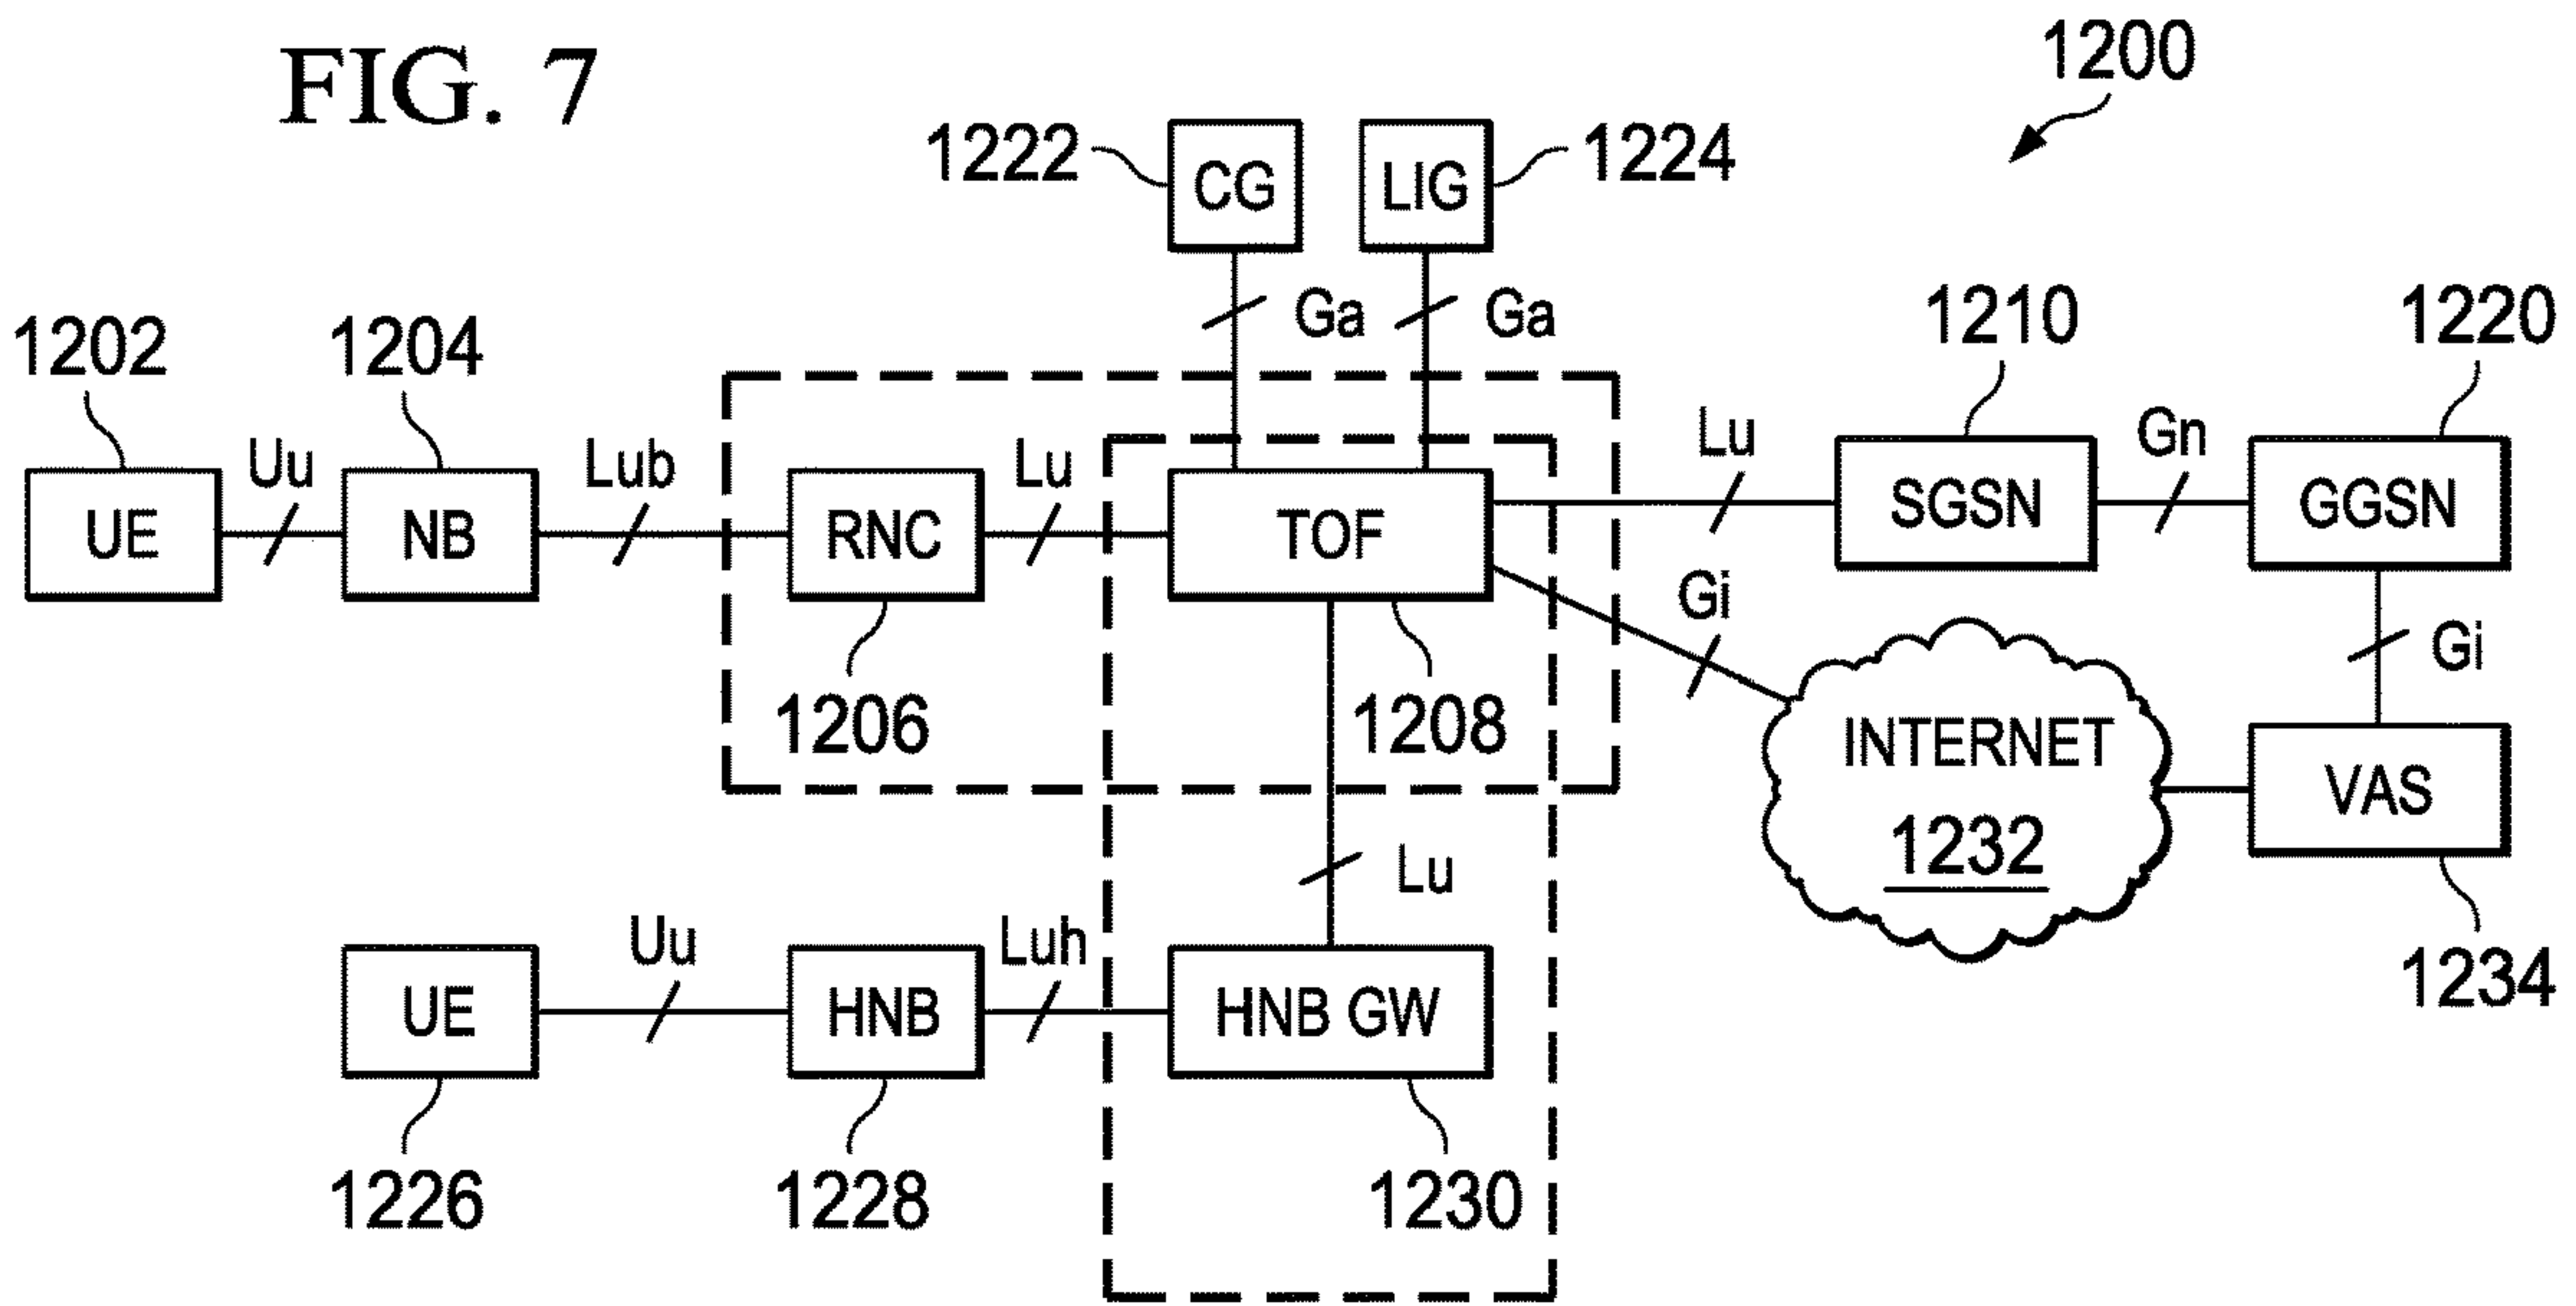 FIG. 7
1200
1222
CG
LIG
1224
Ga
Ga
1202
1204
1210
1220
UE
Uu
NB
Lub
RNC
Lu
TOF
Lu
SGSN
Gn
GGSN
Gi
Gi
1206
1208
INTERNET
1232
VAS
1234
Lu
UE
Uu
HNB
Luh
HNB GW
1226
1228
1230